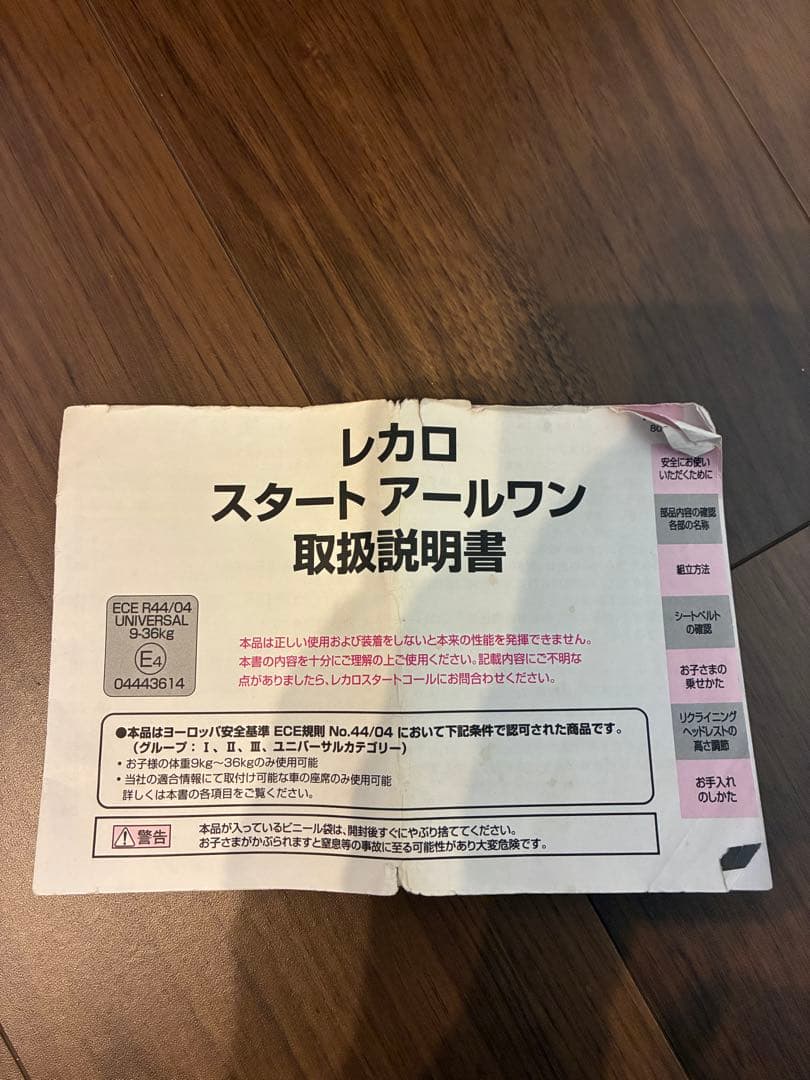 レカロ
スタート アールワン
取扱説明書
ECE R44/04
UNIVERSAL
9-36kg
E4
04443614
本品は正しい使用および装着をしないと本来の性能を発揮できません。
本書の内容を十分にご理解の上ご使用ください。記載内容にご不明な
点がありましたら、レカロスタートコールにお問合わせください。
●本品はヨーロッパ安全基準 ECE規則 No.44/04 において下記条件で認可された商品です。
(グループ：Ⅰ、Ⅱ、Ⅲ、ユニバーサルカテゴリー)
・お子様の体重9kg～36kgのみ使用可能
・当社の適合情報にて取付け可能な車の座席のみ使用可能
詳しくは本書の各項目をご覧ください。
警告
本品が入っているビニール袋は、開封後すぐにやぶり捨ててください。
お子さまがかぶられますと窒息等の事故に至る可能性があり大変危険です。
80
安全にお使い
いただくために
部品内容の確認
各部の名称
組立方法
シートベルト
の確認
お子さまの
乗せかた
リクライニング
ヘッドレストの
高さ調節
お手入れ
のしかた